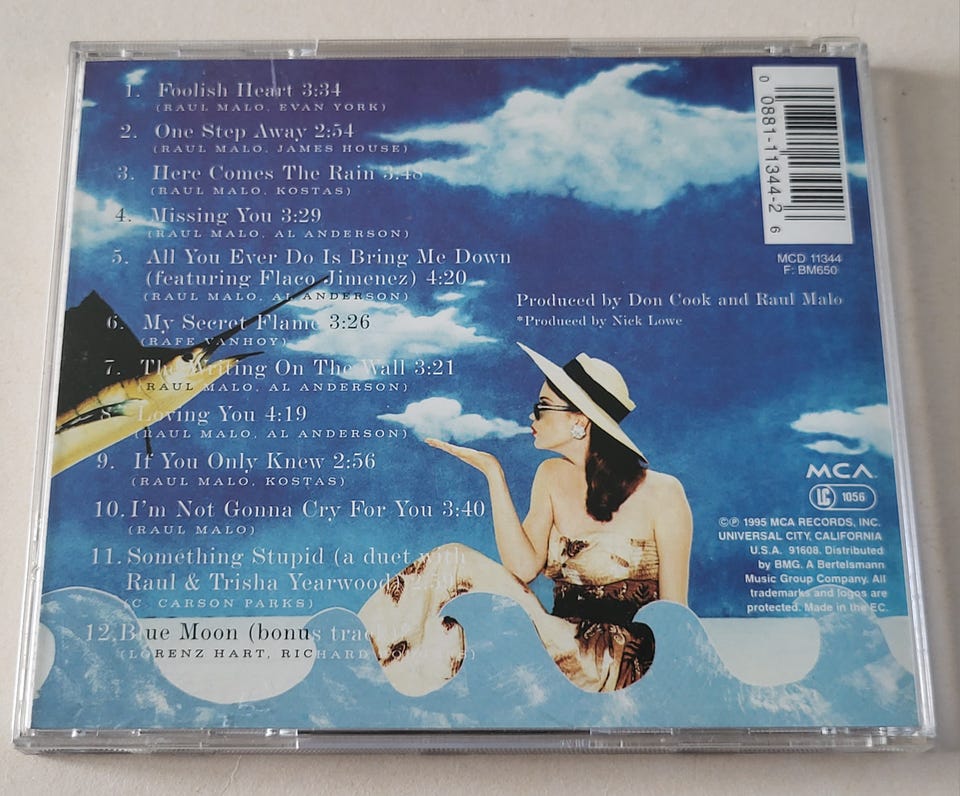 1. Foolish Heart 3:34
(RAUL MALO, EVAN YORK)
2. One Step Away 2:54
(RAUL MALO, JAMES HOUSE)
3. Here Comes The Rain 3:48
(RAUL MALO, KOSTAS)
4. Missing You 3:29
(RAUL MALO, AL ANDERSON)
5. All You Ever Do Is Bring Me Down
(featuring Flaco Jimenez) 4:20
(RAUL MALO, AL ANDERSON)
6. My Secret Flame 3:26
(RAFE VANHOY)
7. The Writing On The Wall 3:21
(RAUL MALO, AL ANDERSON)
8. Loving You 4:19
(RAUL MALO, AL ANDERSON)
9. If You Only Knew 2:56
(RAUL MALO, KOSTAS)
10. I'm Not Gonna Cry For You 3:40
(RAUL MALO)
11. Something Stupid (a duet with
Raul & Trisha Yearwood)
(C. CARSON PARKS)
12. Blue Moon (bonus track
(LORENZ HART, RICHARD
0 0881-11344-2 6
MCD 11344
F: BM650
Produced by Don Cook and Raul Malo
*Produced by Nick Lowe
MCA
LC 1056
©℗ 1995 MCA RECORDS, INC.
UNIVERSAL CITY, CALIFORNIA
U.S.A. 91608. Distributed
by BMG. A Bertelsmann
Music Group Company. All
trademarks and logos are
protected. Made in the EC.